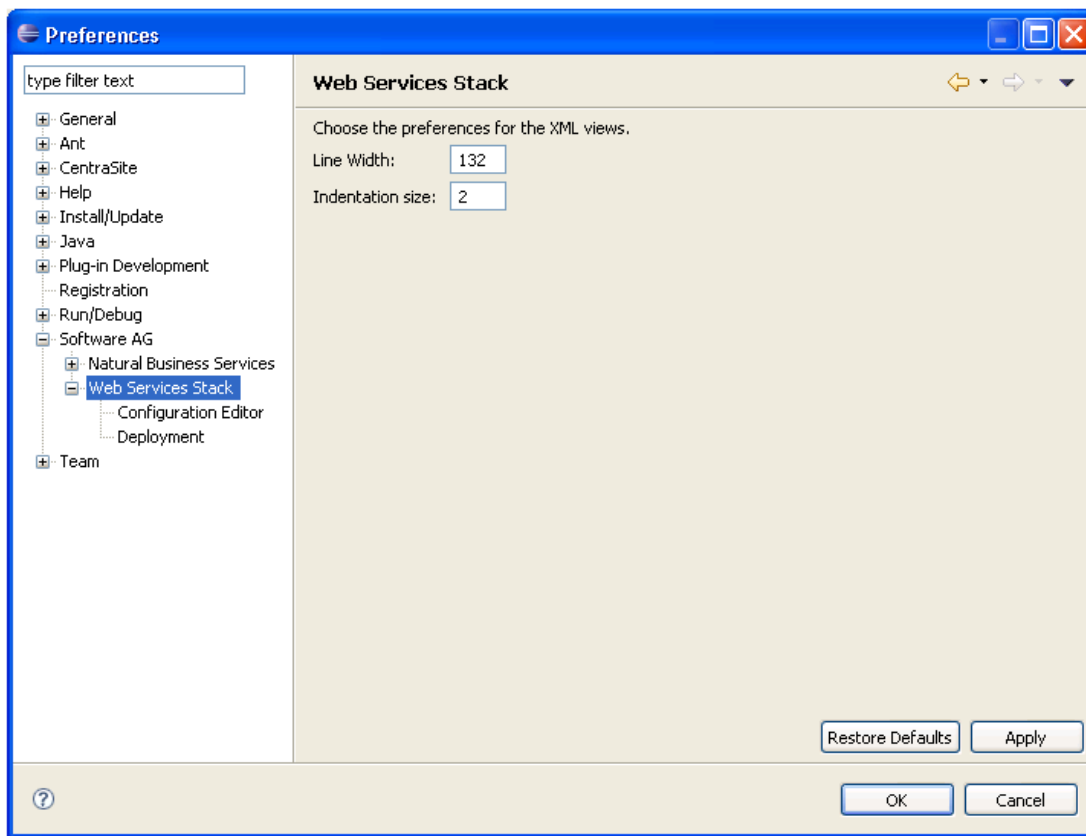 Preferences
type filter text
General
Ant
CentraSite
Help
Install/Update
Java
Plug-in Development
Registration
Run/Debug
Software AG
Natural Business Services
Web Services Stack
Configuration Editor
Deployment
Team
Web Services Stack
Choose the preferences for the XML views.
Line Width: 132
Indentation size: 2
Restore Defaults Apply
? OK Cancel